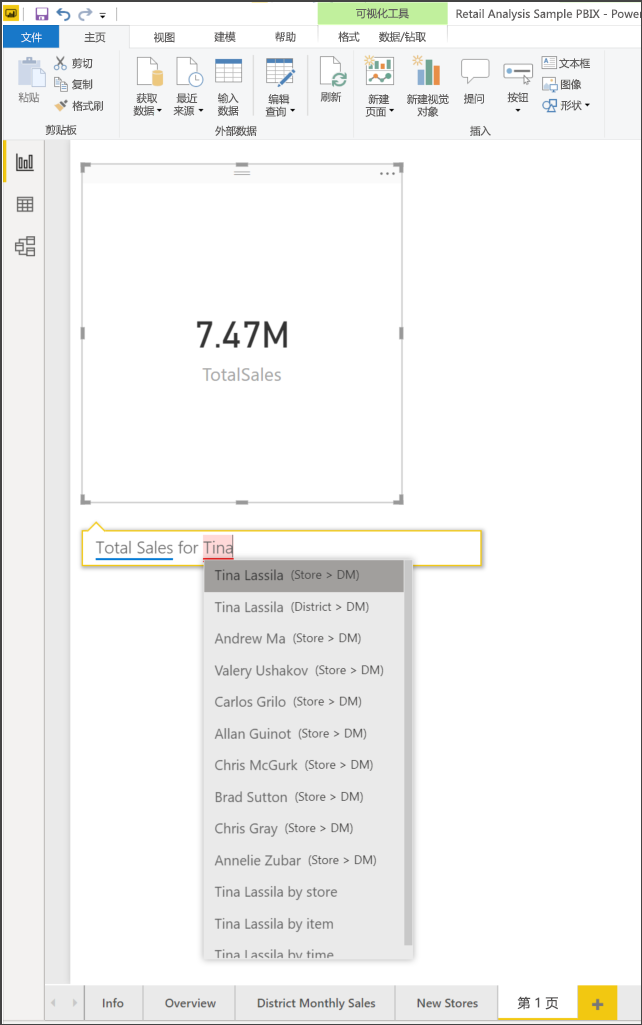 可视化工具
Retail Analysis Sample PBIX - Power
文件 主页 视图 建模 帮助 格式 数据/钻取
粘贴
剪切
复制
格式刷
剪贴板
获取
数据
最近
来源
输入
数据
编辑
查询
外部数据
刷新
新建
页面
新建视觉
对象
提问
按钮
文本框
图像
形状
插入
7.47M
TotalSales
Total Sales for Tina
Tina Lassila (Store > DM)
Tina Lassila (District > DM)
Andrew Ma (Store > DM)
Valery Ushakov (Store > DM)
Carlos Grilo (Store > DM)
Allan Guinot (Store > DM)
Chris McGurk (Store > DM)
Brad Sutton (Store > DM)
Chris Gray (Store > DM)
Annelie Zubar (Store > DM)
Tina Lassila by store
Tina Lassila by item
Tina Lassila by time
Info Overview District Monthly Sales New Stores 第 1 页 +